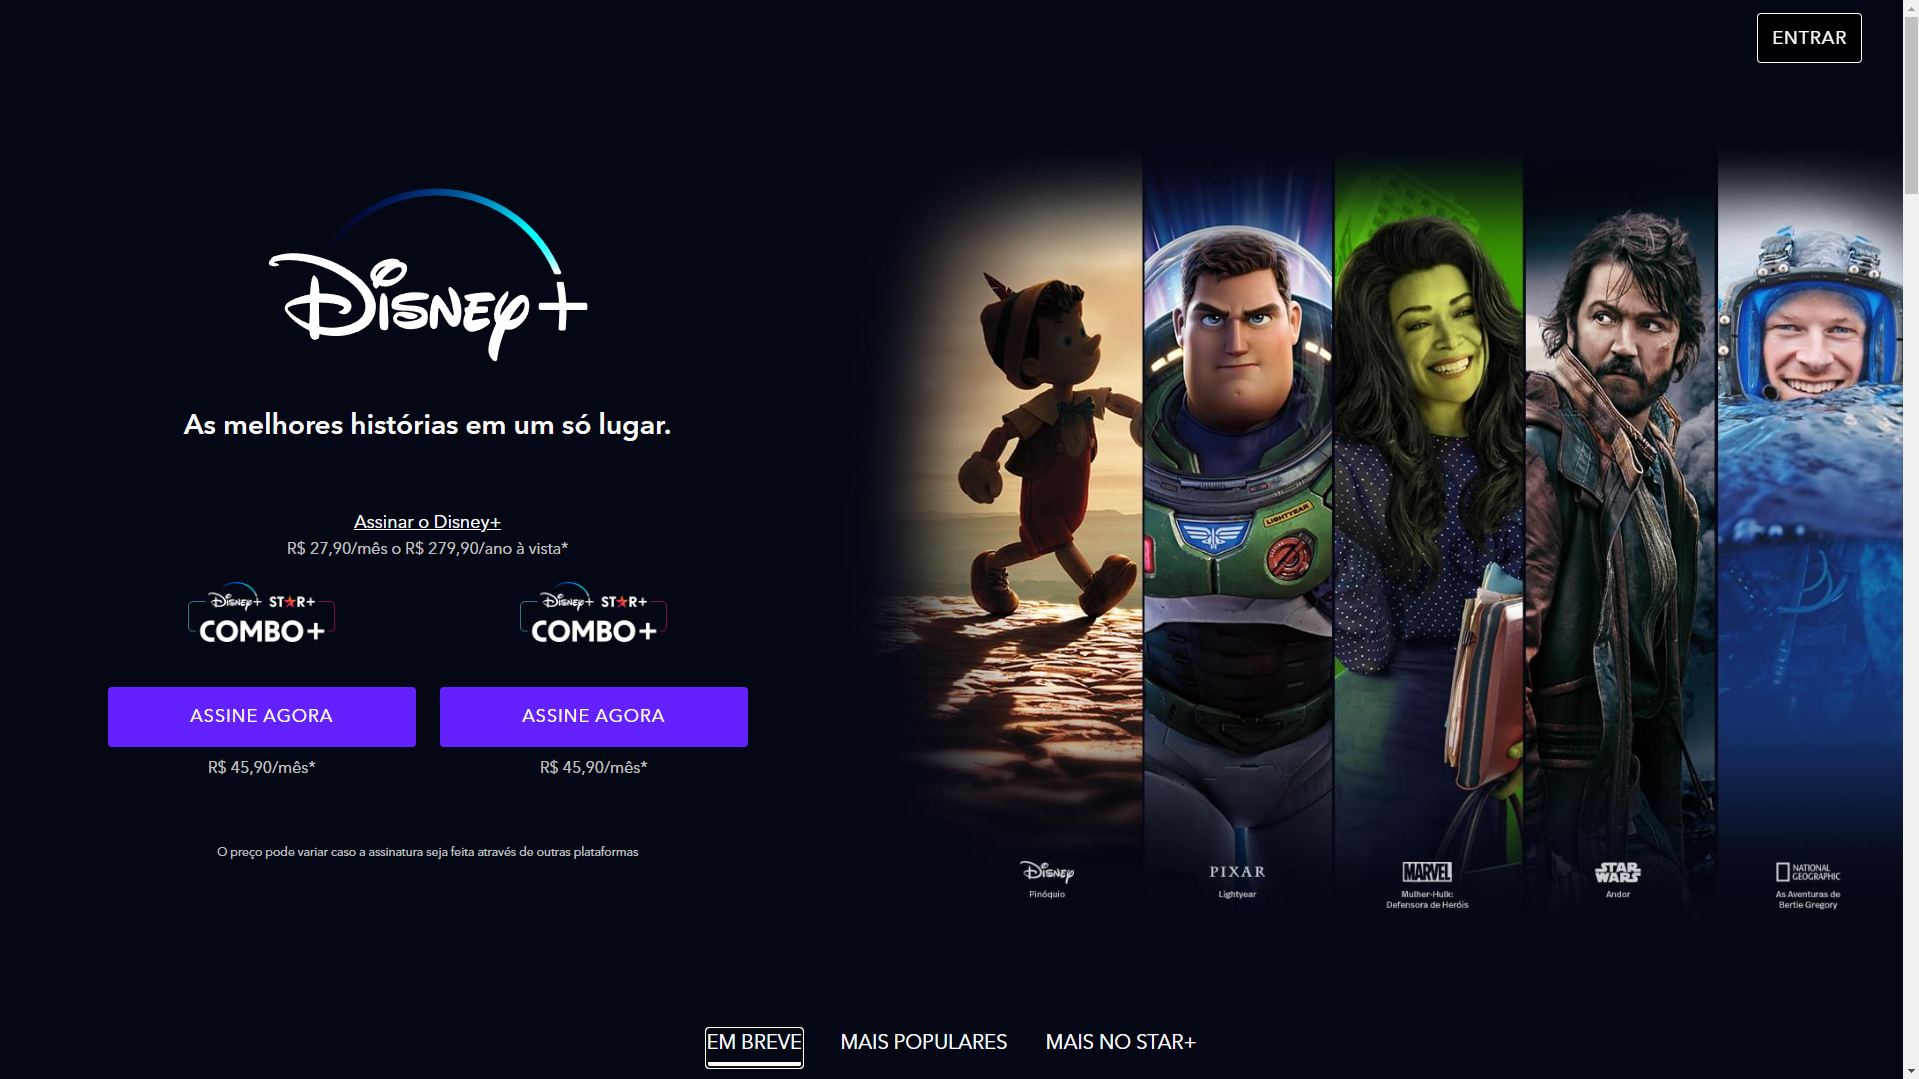 ENTRAR
Disney+
As melhores histórias em um só lugar.
Assinar o Disney+
R$ 27,90/mês o R$ 279,90/ano à vista*
Disney+ STAR+
COMBO+
ASSINE AGORA
R$ 45,90/mês*
Disney+ STAR+
COMBO+
ASSINE AGORA
R$ 45,90/mês*
O preço pode variar caso a assinatura seja feita através de outras plataformas
LIGHTYEAR
Disney
Pinóquio
PIXAR
Lightyear
MARVEL
Mulher-Hulk:
Defensora de Heróis
STAR
WARS
Andor
NATIONAL
GEOGRAPHIC
As Aventuras de
Bertie Gregory
EM BREVE
MAIS POPULARES
MAIS NO STAR+